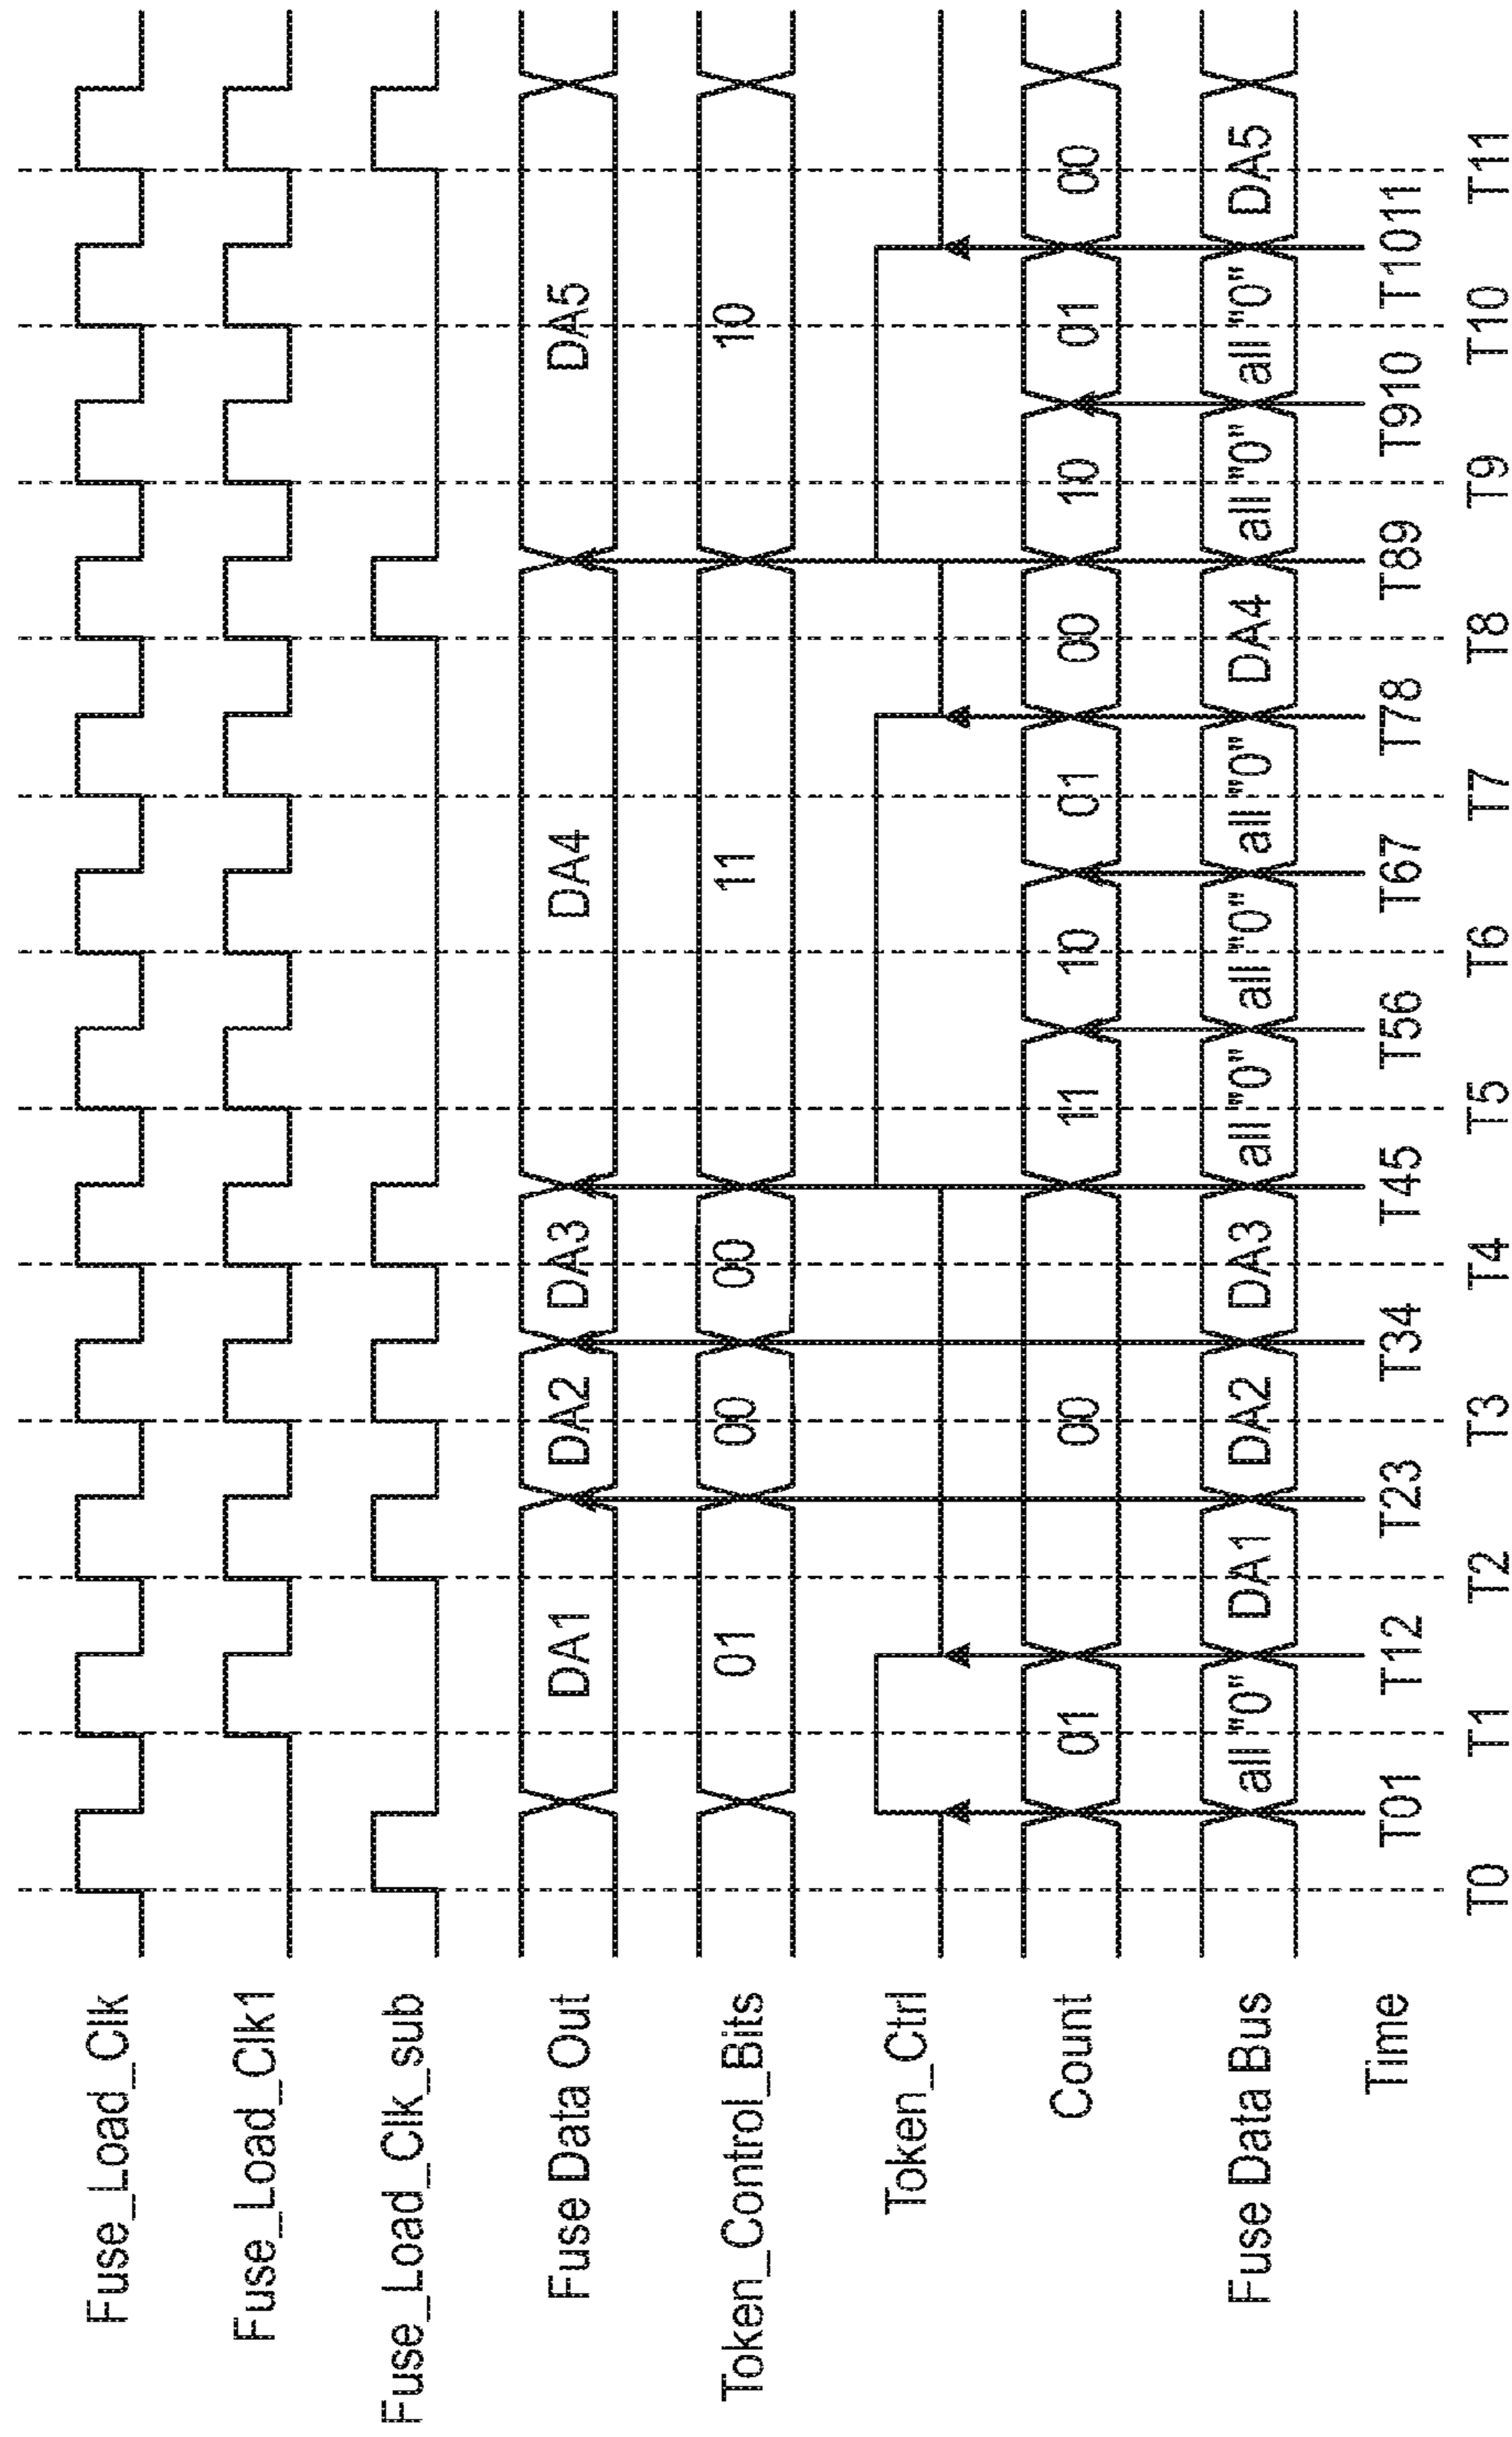 Fuse_Load_Clk
Fuse_Load_Clk1
Fuse_Load_Clk_sub
Fuse Data Out DA1 DA2 DA3 DA4 DA5
Token_Control_Bits 01 00 00 11 10
Token_Ctrl
Count 01 00 11 10 01 00 10 01 00
Fuse Data Bus all "0" DA1 DA2 DA3 all "0" all "0" all "0" DA4 all "0" all "0" DA5
Time T01 T12 T23 T34 T45 T56 T67 T78 T89 T910 T1011
T0 T1 T2 T3 T4 T5 T6 T7 T8 T9 T10 T11